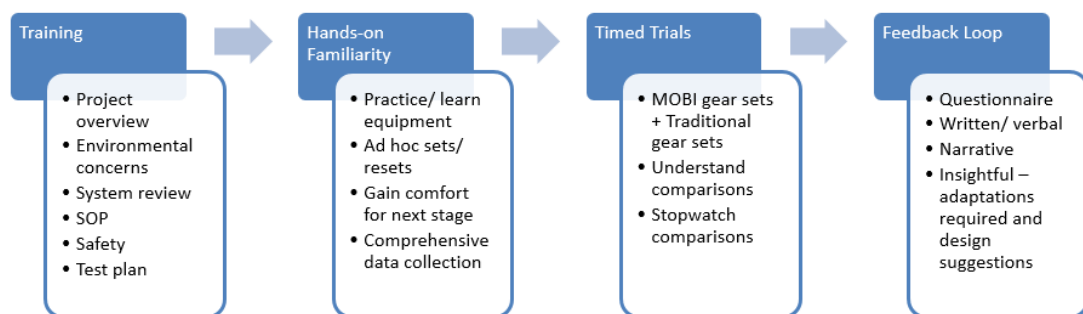 Training
• Project
overview
• Environmental
concerns
• System review
• SOP
• Safety
• Test plan
Hands-on
Familiarity
• Practice/ learn
equipment
• Ad hoc sets/
resets
• Gain comfort
for next stage
• Comprehensive
data collection
Timed Trials
• MOBI gear sets
+ Traditional
gear sets
• Understand
comparisons
• Stopwatch
comparisons
Feedback Loop
• Questionnaire
• Written/ verbal
• Narrative
• Insightful –
adaptations
required and
design
suggestions